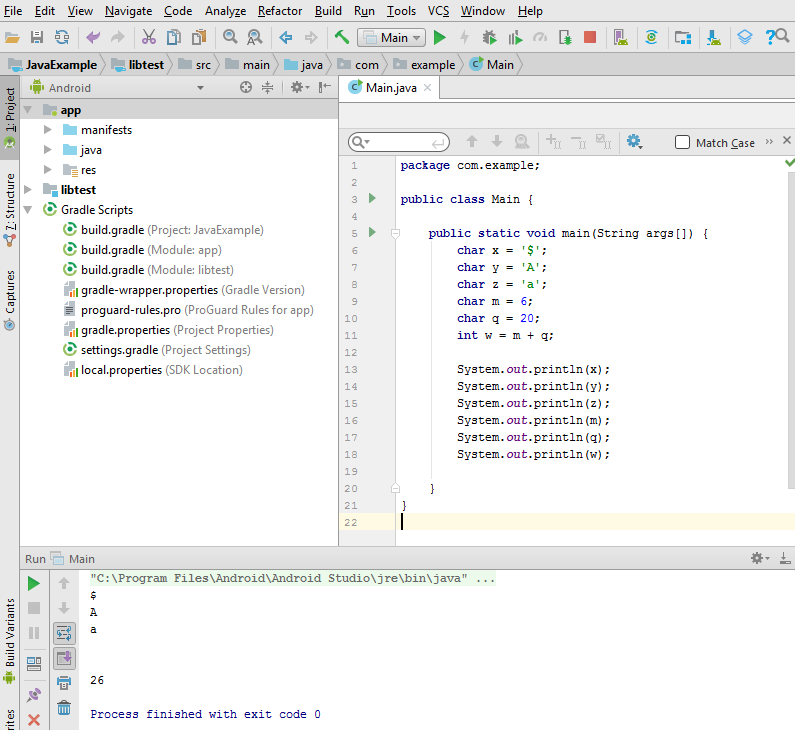 File Edit View Navigate Code Analyze Refactor Build Run Tools VCS Window Help
Main
JavaExample libtest src main java com example Main
1: Project
7: Structure
Captures
Build Variants
Android
app
manifests
java
res
libtest
Gradle Scripts
build.gradle (Project: JavaExample)
build.gradle (Module: app)
build.gradle (Module: libtest)
gradle-wrapper.properties (Gradle Version)
proguard-rules.pro (ProGuard Rules for app)
gradle.properties (Project Properties)
settings.gradle (Project Settings)
local.properties (SDK Location)
Main.java
Match Case
1 package com.example;
2
3 public class Main {
4
5 public static void main(String args[]) {
6 char x = '$';
7 char y = 'A';
8 char z = 'a';
9 char m = 6;
10 char q = 20;
11 int w = m + q;
12
13 System.out.println(x);
14 System.out.println(y);
15 System.out.println(z);
16 System.out.println(m);
17 System.out.println(q);
18 System.out.println(w);
19
20 }
21 }
22
Run Main
"C:\Program Files\Android\Android Studio\jre\bin\java" ...
$
A
a
26
Process finished with exit code 0